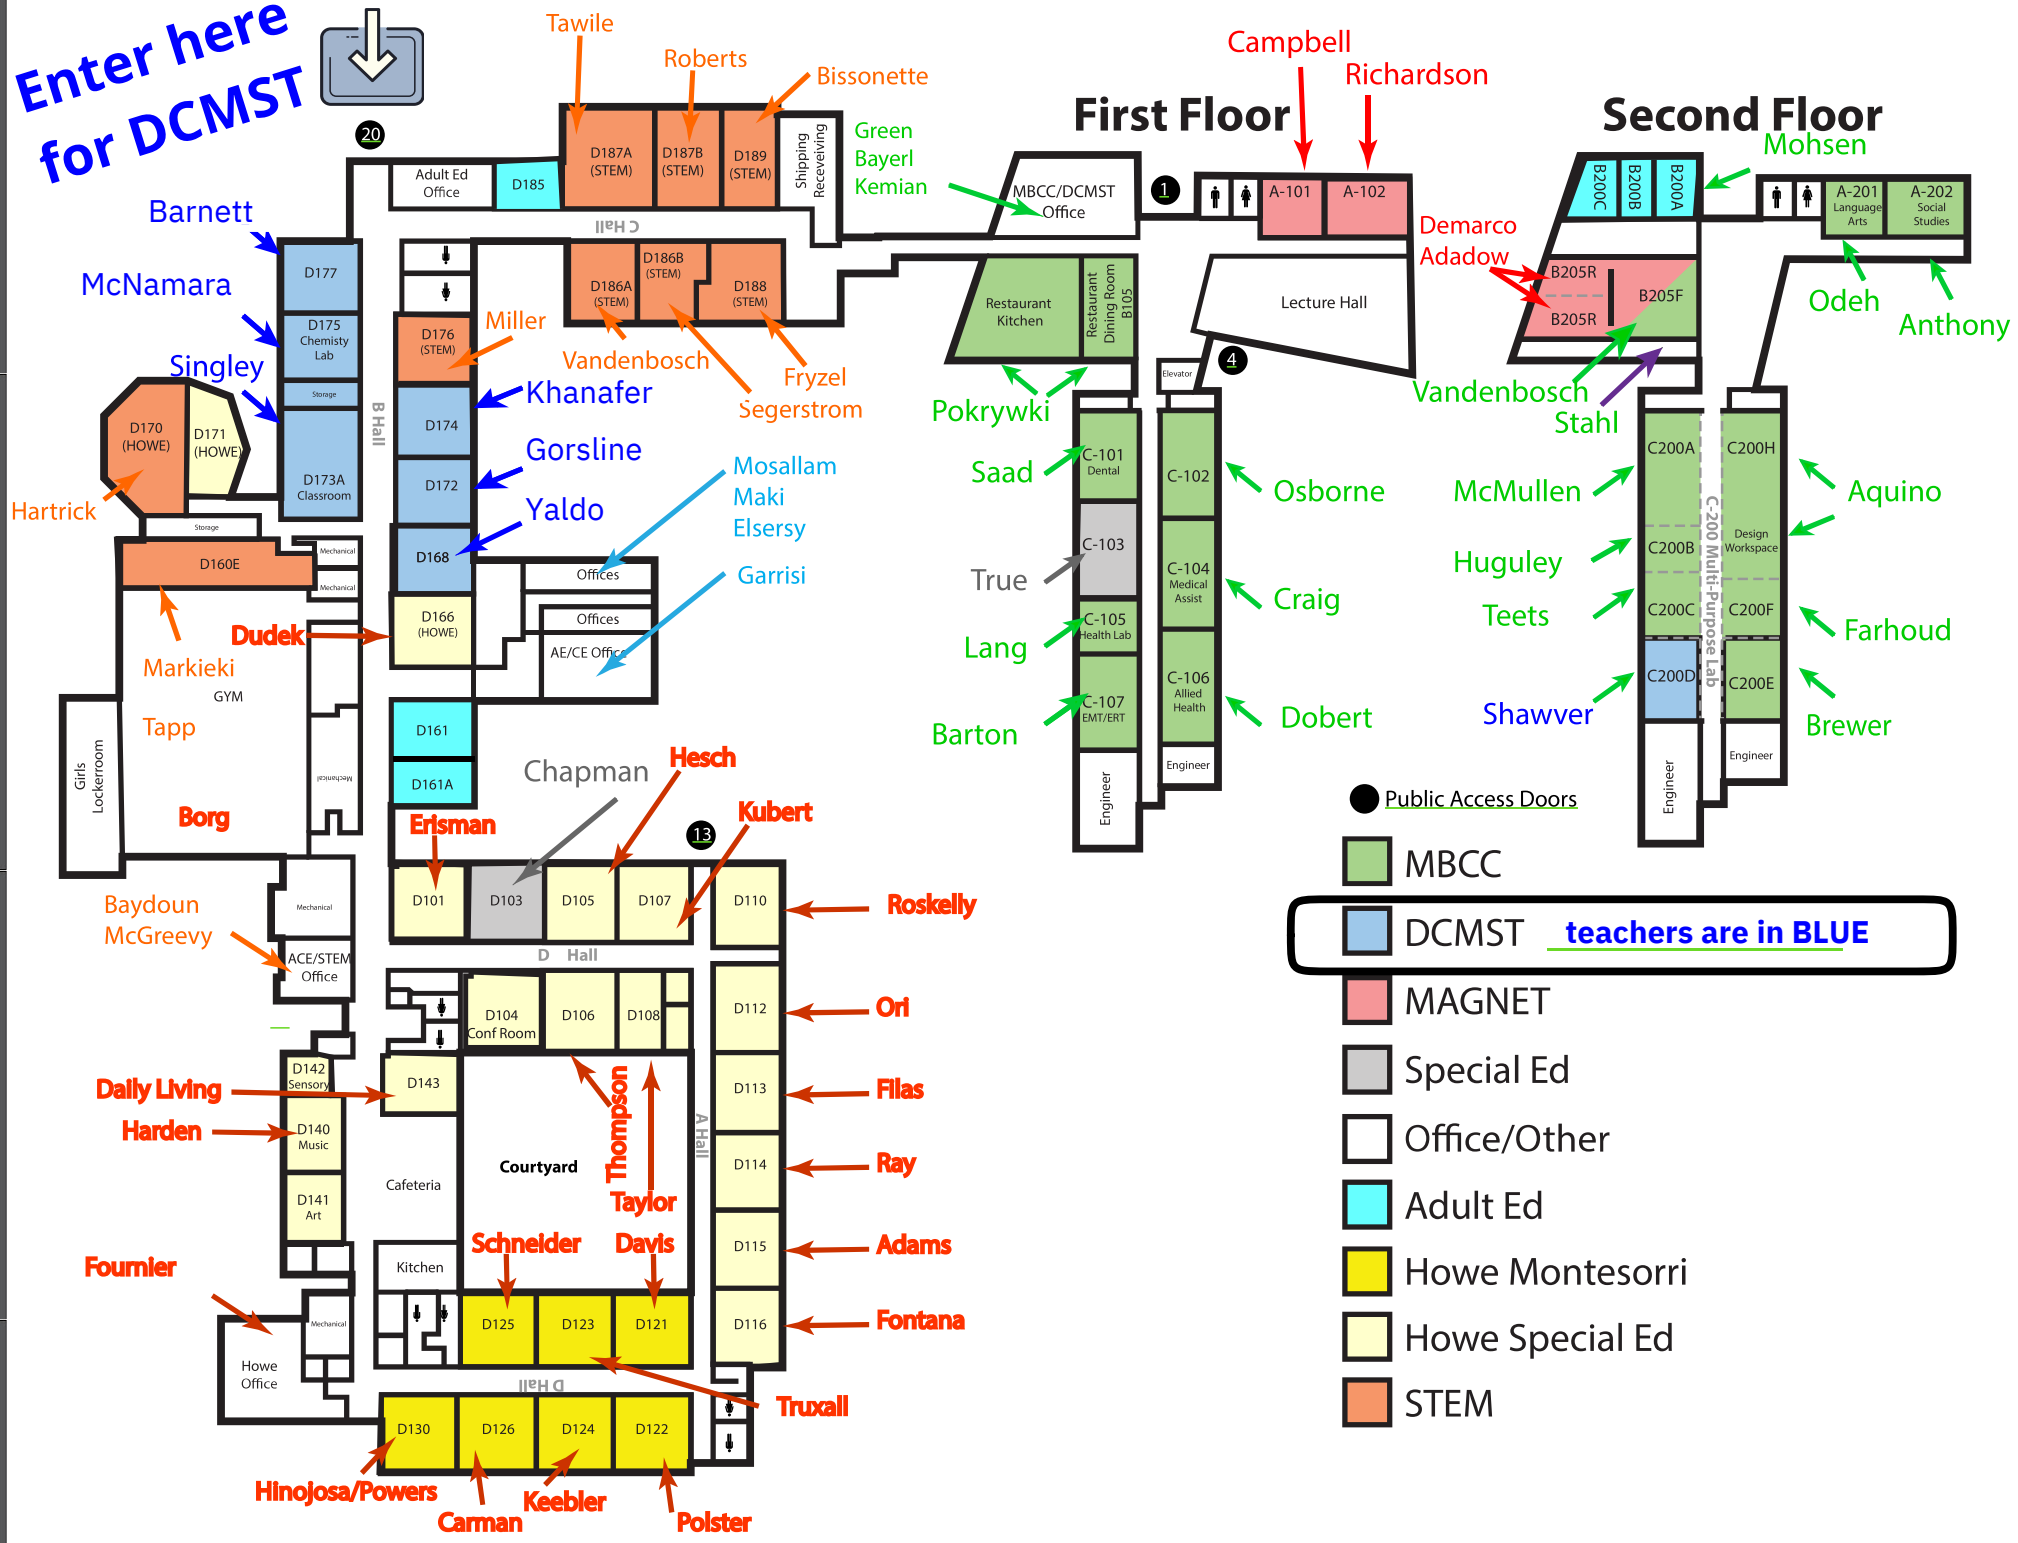 Enter here
for DCMST
20
Tawile
Roberts
Bissonette
D187A
(STEM)
D187B
(STEM)
D189
(STEM)
Shipping
Receveiving
Adult Ed
Office
D185
C Hall
Green
Bayerl
Kemian
First Floor
Campbell
Richardson
MBCC/DCMST
Office
1
A-101
A-102
Second Floor
Mohsen
B200C
B200B
B200A
A-201
Language
Arts
A-202
Social
Studies
Barnett
McNamara
Singley
D177
D175
Chemisty
Lab
Storage
D173A
Classroom
B Hall
D186A
(STEM)
D186B
(STEM)
D188
(STEM)
D176
(STEM)
Miller
Vandenbosch
Fryzel
Segerstrom
Restaurant
Kitchen
Restaurant
Dining Room
B105
Lecture Hall
4
Elevator
Pokrywki
Demarco
Adadow
B205R
B205R
B205F
Odeh
Anthony
Vandenbosch
Stahl
D170
(HOWE)
D171
(HOWE)
Hartrick
Storage
D174
Khanafer
D172
Gorsline
D168
Yaldo
Mosallam
Maki
Elsersy
Garrisi
Offices
Offices
AE/CE Office
D160E
Mechanical
Mechanical
D166
(HOWE)
Dudek
Markieki
GYM
Tapp
Borg
Girls
Lockerroom
Mechanical
D161
D161A
Saad
C-101
Dental
C-102
Osborne
True
C-103
C-104
Medical
Assist
Craig
Lang
C-105
Health Lab
Barton
C-107
EMT/ERT
C-106
Allied
Health
Dobert
Engineer
Engineer
McMullen
C200A
C200H
Aquino
Huguley
C200B
Design
Workspace
Teets
C200C
C200F
Farhoud
Shawver
C200D
C200E
Brewer
C-200 Multi-Purpose Lab
Engineer
Engineer
Chapman
Hesch
Kubert
Erisman
13
D101
D103
D105
D107
D110
Roskelly
D Hall
Mechanical
Baydoun
McGreevy
ACE/STEM
Office
D104
Conf Room
D106
D108
D112
Ori
D142
Sensory
Daily Living
D143
Harden
D140
Music
D141
Art
Cafeteria
Courtyard
Thompson
Taylor
A Hall
D113
Filas
D114
Ray
D115
Adams
D116
Fontana
Schneider
Davis
Kitchen
Fournier
Mechanical
Howe
Office
D125
D123
D121
D Hall
Truxall
D130
D126
D124
D122
Hinojosa/Powers
Carman
Keebler
Polster
Public Access Doors
MBCC
DCMST teachers are in BLUE
MAGNET
Special Ed
Office/Other
Adult Ed
Howe Montesorri
Howe Special Ed
STEM